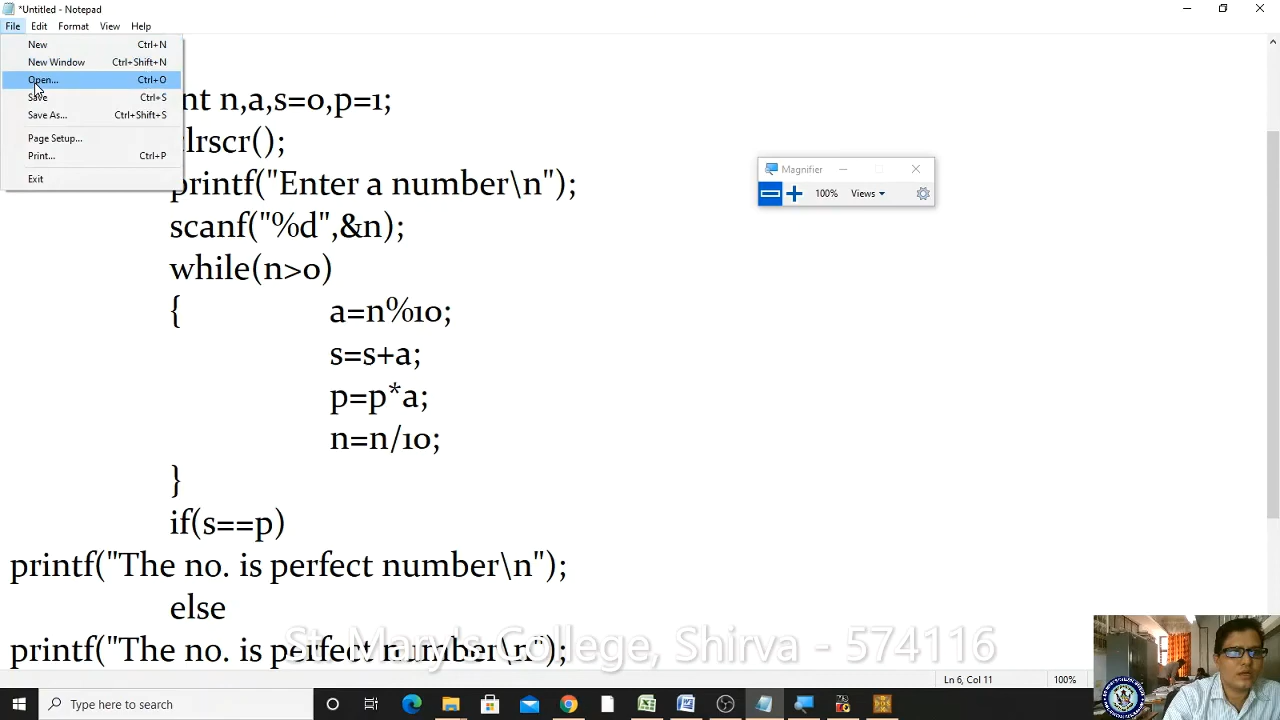 *Untitled - Notepad
File Edit Format View Help
New Ctrl+N
New Window Ctrl+Shift+N
Open... Ctrl+O
Save Ctrl+S
Save As... Ctrl+Shift+S
Page Setup...
Print... Ctrl+P
Exit
nt n,a,s=0,p=1;
lrscr();
printf("Enter a number\n");
scanf("%d",&n);
while(n>0)
{ a=n%10;
s=s+a;
p=p*a;
n=n/10;
}
if(s==p)
printf("The no. is perfect number\n");
else
printf("The no. is perfect number\n");
Magnifier
100% Views
St. Mary's College, Shirva - 574116
Ln 6, Col 11 100%
Type here to search